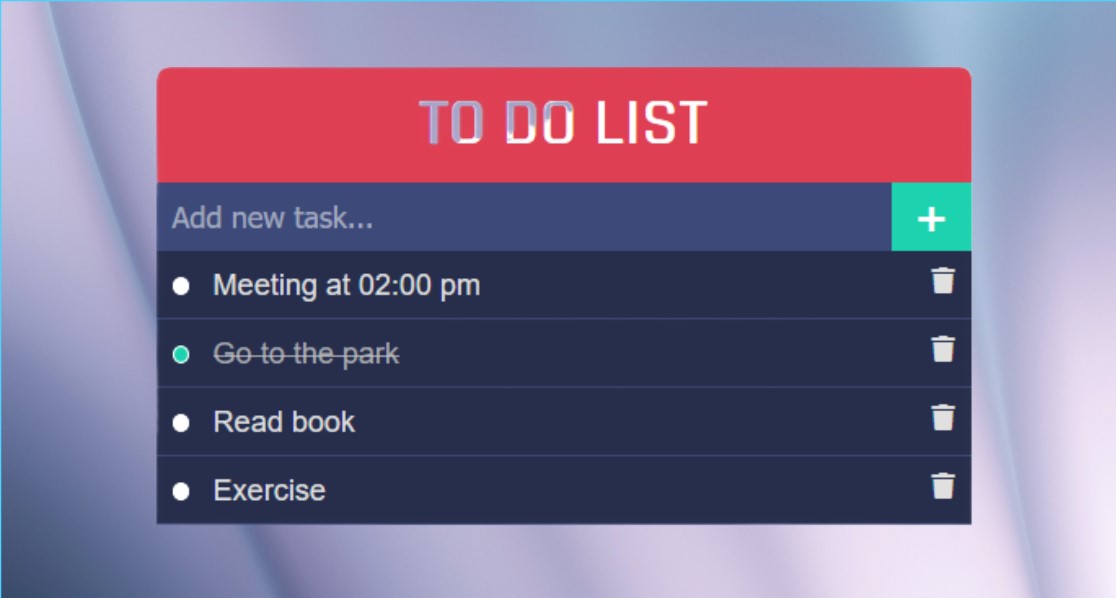 TO DO LIST
Add new task...
+
Meeting at 02:00 pm
Go to the park
Read book
Exercise